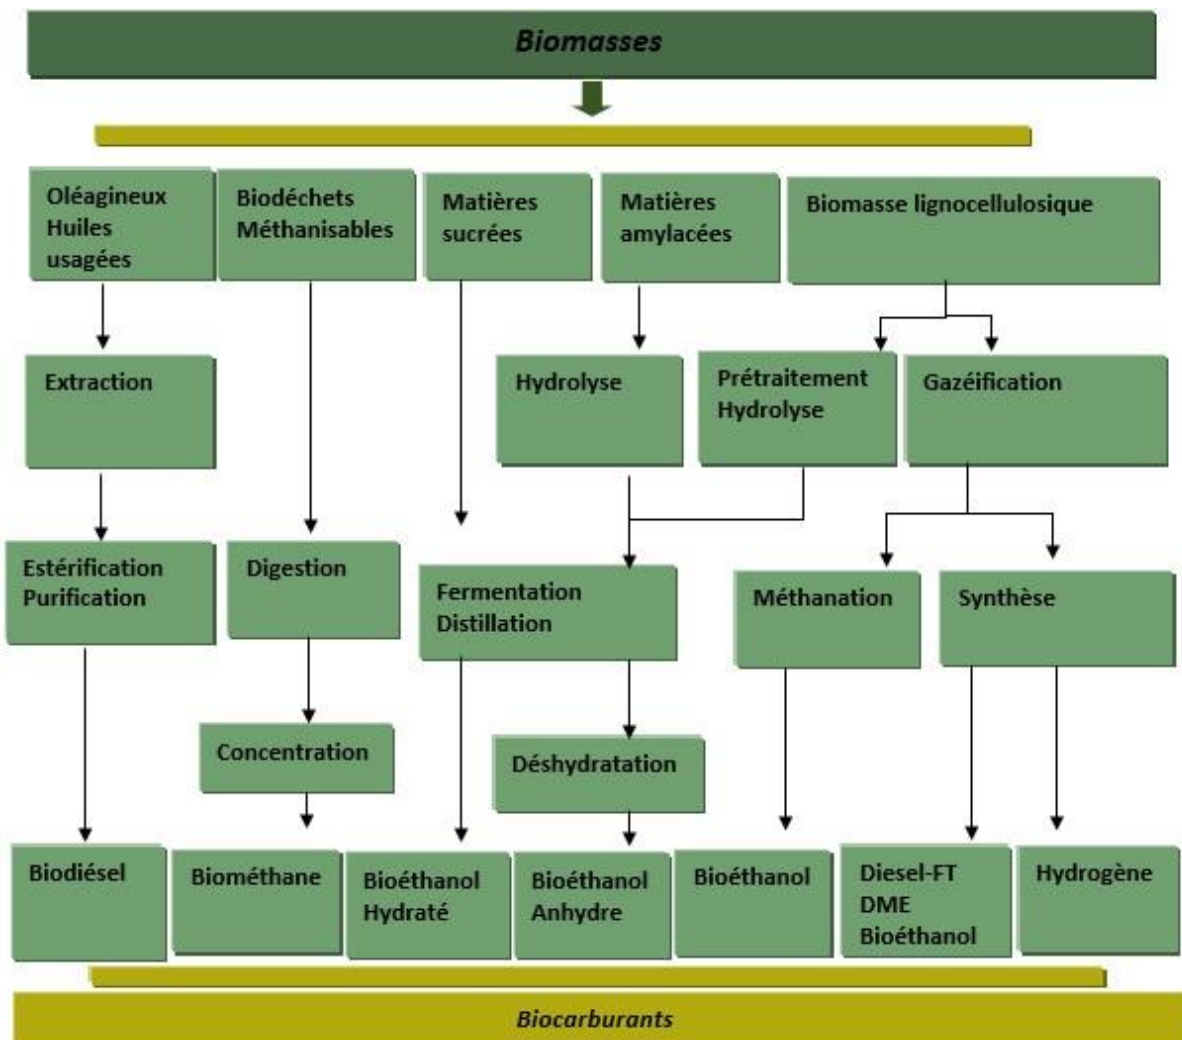 Biomasses
Oléagineux
Huiles
usagées
Biodéchets
Méthanisables
Matières
sucrées
Matières
amylacées
Biomasse lignocellulosique
Extraction
Hydrolyse
Prétraitement
Hydrolyse
Gazéification
Estérification
Purification
Digestion
Fermentation
Distillation
Méthanation
Synthèse
Concentration
Déshydratation
Biodiésel
Biométhane
Bioéthanol
Hydraté
Bioéthanol
Anhydre
Bioéthanol
Diesel-FT
DME
Bioéthanol
Hydrogène
Biocarburants